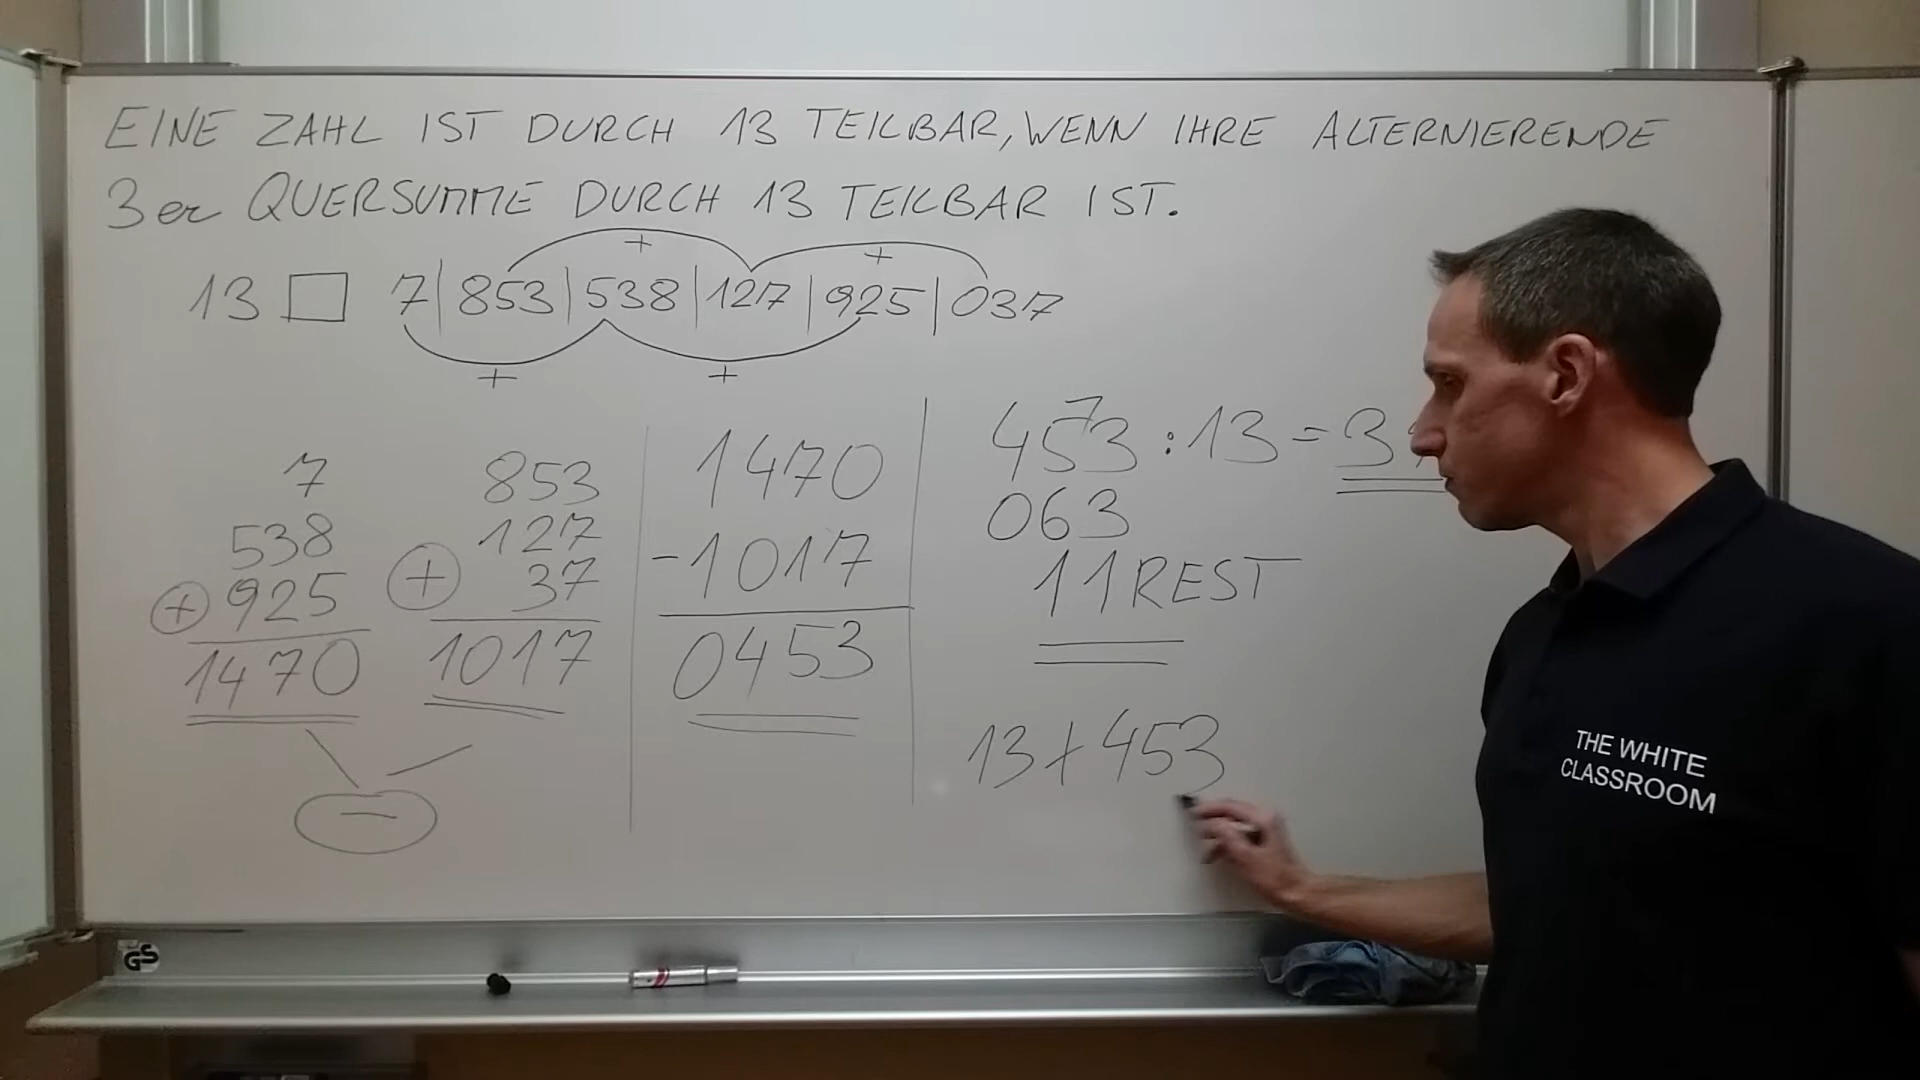 EINE ZAHL IST DURCH 13 TEILBAR, WENN IHRE ALTERNIERENDE
3er QUERSUMME DURCH 13 TEILBAR IST.
+ +
13 □ 7|853|538|127|925|037
+ +
7
538
+ 925
1470
853
127
+ 37
1017
−
1470
-1017
0453
7
453 : 13 = 3
063
11 REST
13 ∤ 453
THE WHITE
CLASSROOM
GS